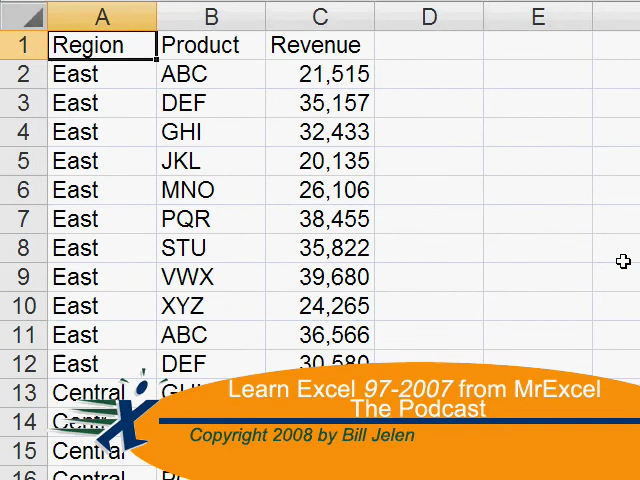 A B C D E
1 Region Product Revenue
2 East ABC 21,515
3 East DEF 35,157
4 East GHI 32,433
5 East JKL 20,135
6 East MNO 26,106
7 East PQR 38,455
8 East STU 35,822
9 East VWX 39,680
10 East XYZ 24,265
11 East ABC 36,566
12 East DEF 30,580
13 Central
14
15 Central
16 Central
Learn Excel 97-2007 from MrExcel
The Podcast
Copyright 2008 by Bill Jelen